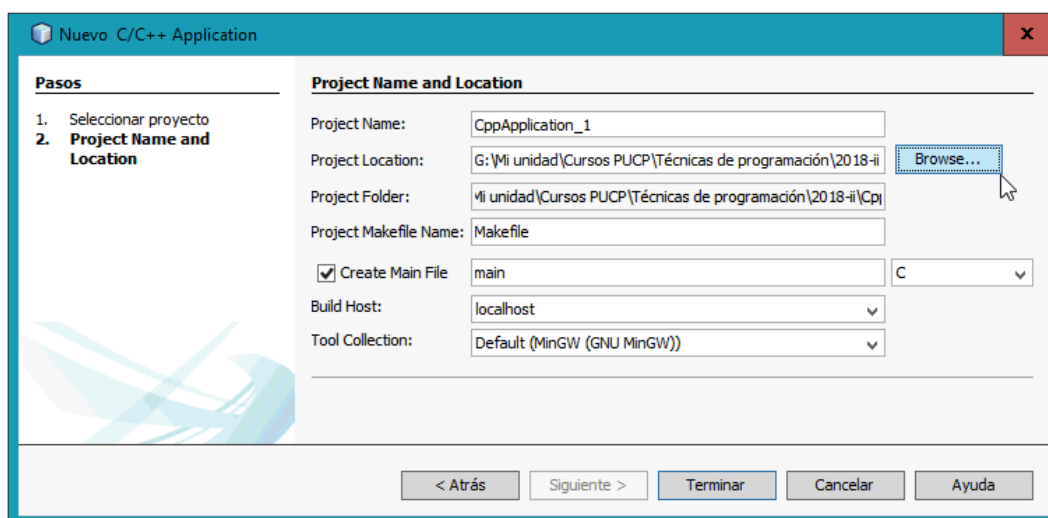 Nuevo C/C++ Application
x
Pasos
1. Seleccionar proyecto
2. Project Name and
Location
Project Name and Location
Project Name: CppApplication_1
Project Location: G:\Mi unidad\Cursos PUCP\Técnicas de programación\2018-ii Browse...
Project Folder: Mi unidad\Cursos PUCP\Técnicas de programación\2018-ii\Cpp
Project Makefile Name: Makefile
Create Main File main C
Build Host: localhost
Tool Collection: Default (MinGW (GNU MinGW))
< Atrás Siguiente > Terminar Cancelar Ayuda